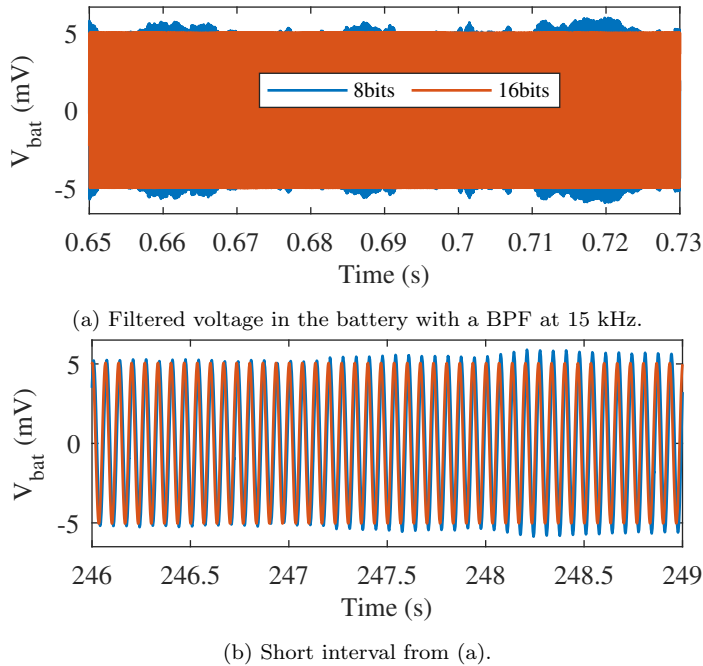 5
0
-5
V_bat (mV)
8bits 16bits
0.65 0.66 0.67 0.68 0.69 0.7 0.71 0.72 0.73
Time (s)
(a) Filtered voltage in the battery with a BPF at 15 kHz.
5
0
-5
V_bat (mV)
246 246.5 247 247.5 248 248.5 249
Time (s)
(b) Short interval from (a).